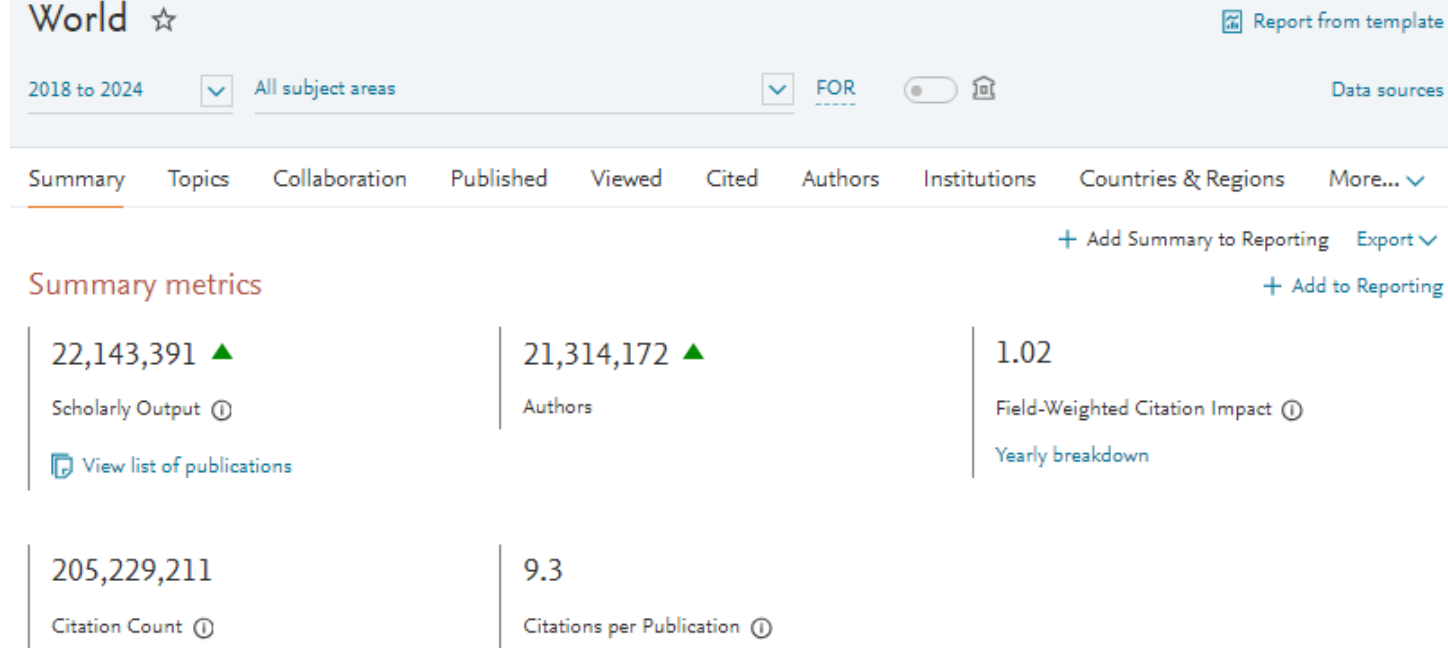 World
Report from template
2018 to 2024
All subject areas
FOR
Data sources
Summary Topics Collaboration Published Viewed Cited Authors Institutions Countries & Regions More...
+ Add Summary to Reporting Export
Summary metrics
+ Add to Reporting
22,143,391
Scholarly Output
View list of publications
21,314,172
Authors
1.02
Field-Weighted Citation Impact
Yearly breakdown
205,229,211
Citation Count
9.3
Citations per Publication